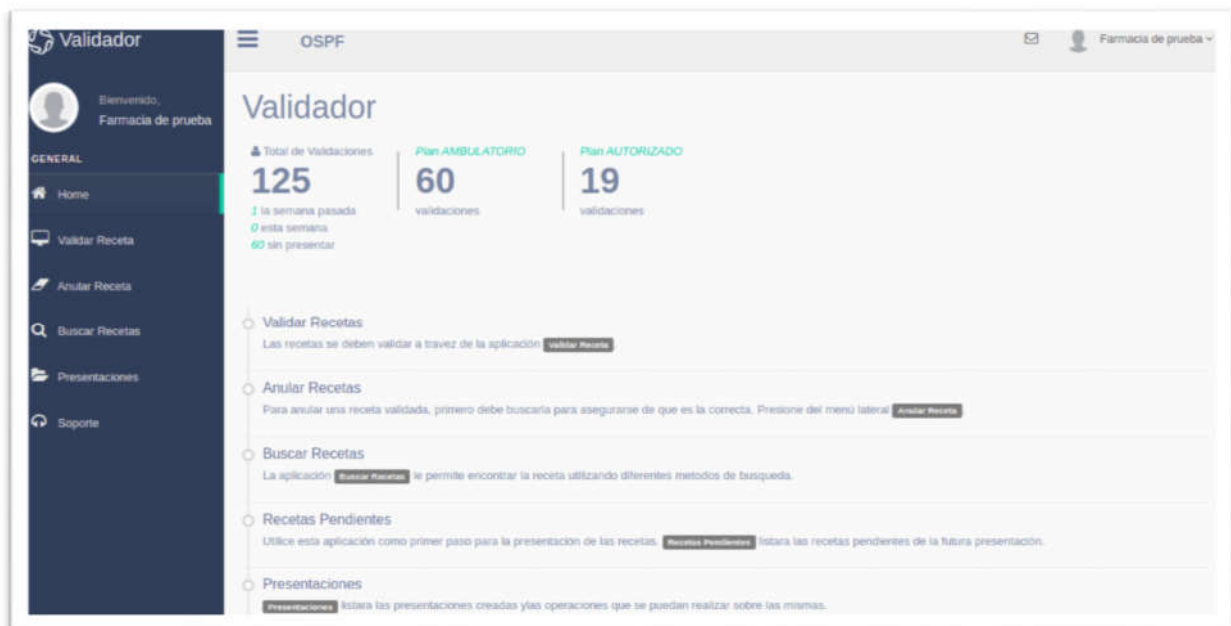 Validador
OSPF
Farmacia de prueba
Bienvenido,
Farmacia de prueba
GENERAL
Home
Validar Receta
Anular Receta
Buscar Recetas
Presentaciones
Soporte
Validador
Total de Validaciones
125
1 la semana pasada
0 esta semana
60 sin presentar
Plan AMBULATORIO
60
validaciones
Plan AUTORIZADO
19
validaciones
Validar Recetas
Las recetas se deben validar a travez de la aplicación Validar Receta
Anular Recetas
Para anular una receta validada, primero debe buscarla para asegurarse de que es la correcta. Presione del menú lateral Anular Receta
Buscar Recetas
La aplicación Buscar Recetas le permite encontrar la receta utilizando diferentes metodos de busqueda.
Recetas Pendientes
Utilice esta aplicación como primer paso para la presentación de las recetas. Recetas Pendientes listara las recetas pendientes de la futura presentación.
Presentaciones
Presentaciones listara las presentaciones creadas ylas operaciones que se puedan realizar sobre las mismas.